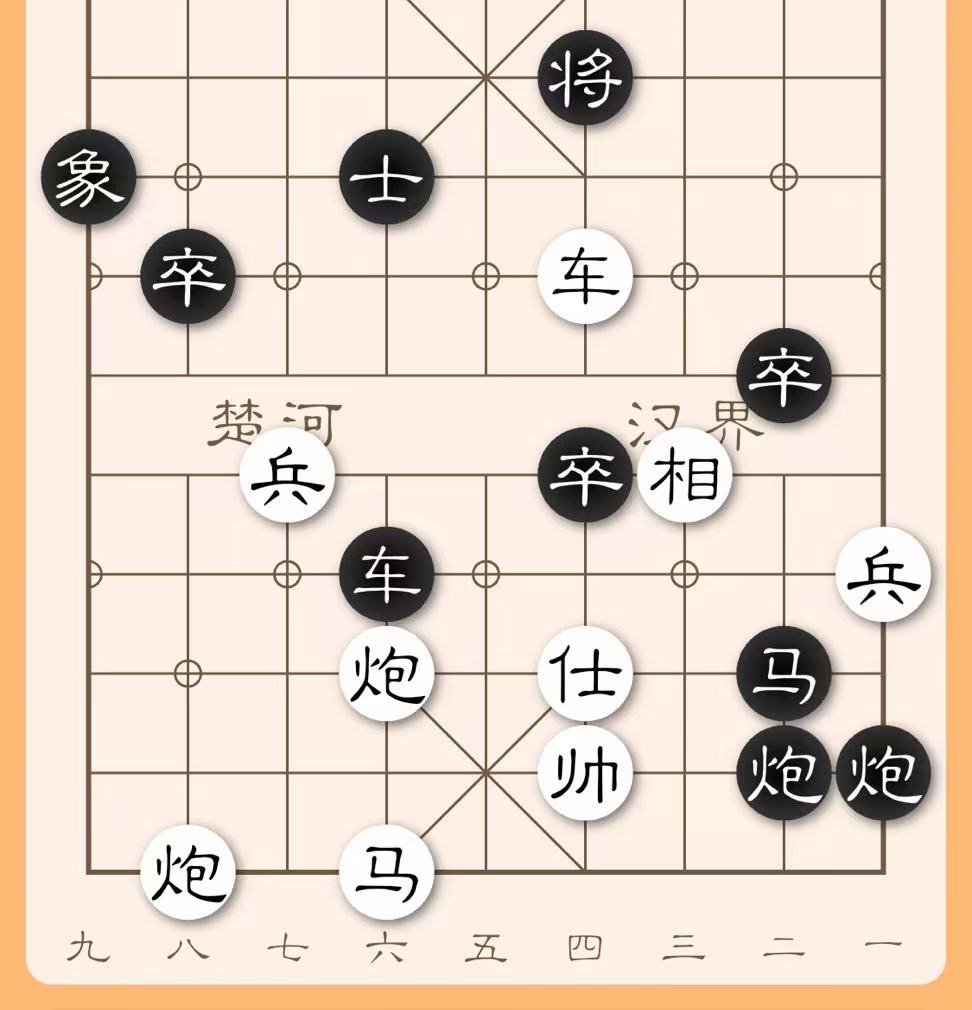 将
象 士
卒 车
卒
楚河 汉界
兵 卒 相
车 兵
炮 仕 马
帅 炮 炮
炮 马
九 八 七 六 五 四 三 二 一